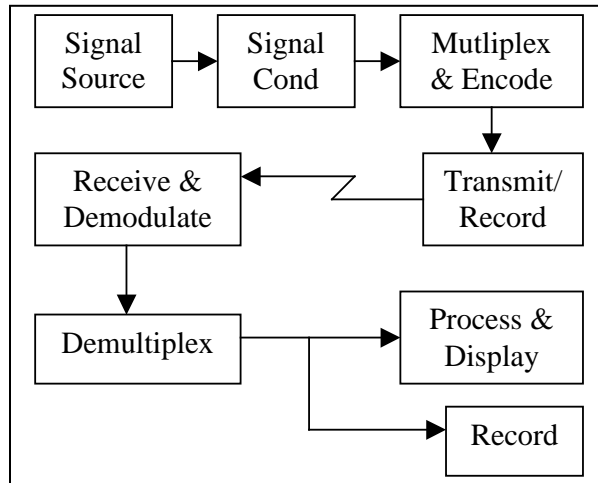 Signal
Source
Signal
Cond
Mutliplex
& Encode
Receive &
Demodulate
Transmit/
Record
Demultiplex
Process &
Display
Record